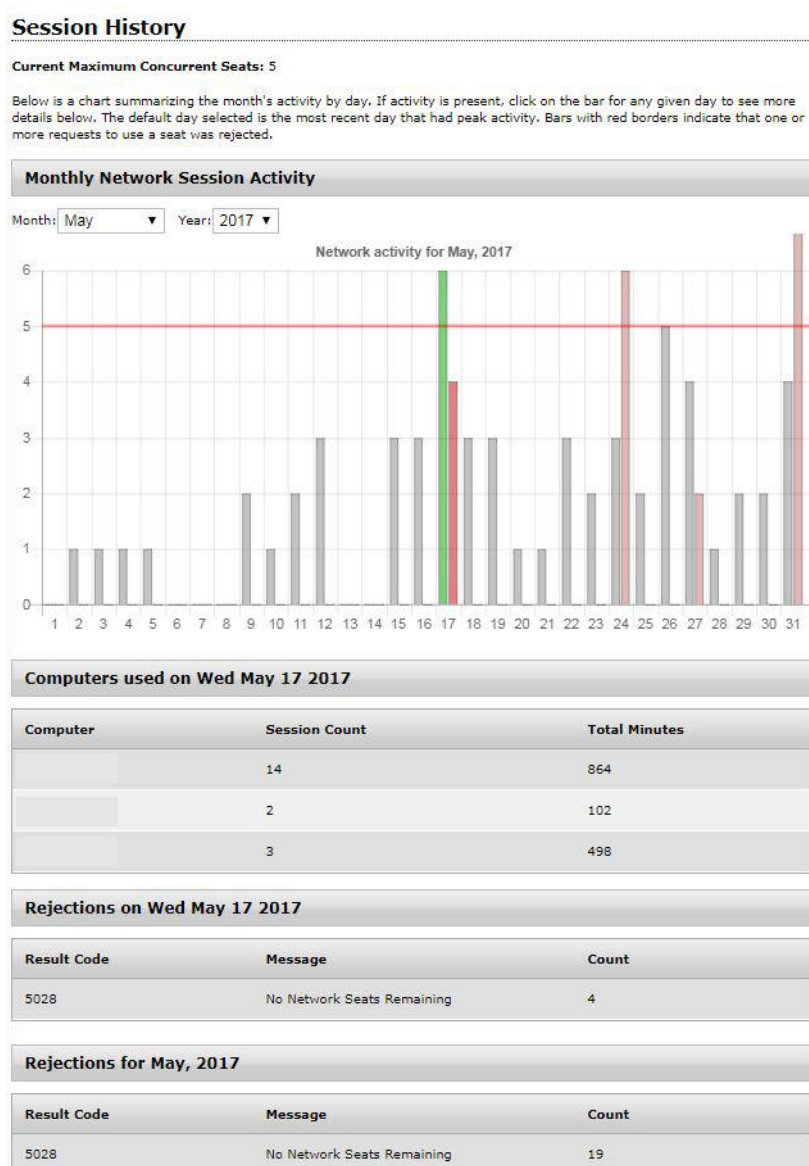 Session History
Current Maximum Concurrent Seats: 5
Below is a chart summarizing the month's activity by day. If activity is present, click on the bar for any given day to see more
details below. The default day selected is the most recent day that had peak activity. Bars with red borders indicate that one or
more requests to use a seat was rejected.
Monthly Network Session Activity
Month: May Year: 2017
Network activity for May, 2017
6
5
4
3
2
1
0
1 2 3 4 5 6 7 8 9 10 11 12 13 14 15 16 17 18 19 20 21 22 23 24 25 26 27 28 29 30 31
Computers used on Wed May 17 2017
Computer Session Count Total Minutes
14 864
2 102
3 498
Rejections on Wed May 17 2017
Result Code Message Count
5028 No Network Seats Remaining 4
Rejections for May, 2017
Result Code Message Count
5028 No Network Seats Remaining 19